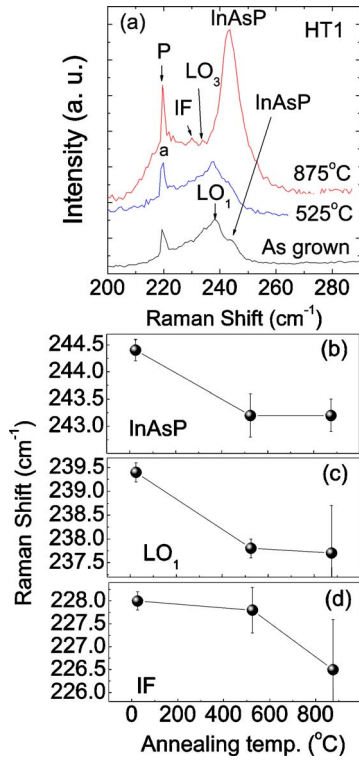 (a) InAsP HT1
P
LO3
IF
InAsP
a
LO1
875°C
525°C
As grown
Intensity (a. u.)
200 220 240 260 280
Raman Shift (cm-1)
244.5
244.0
243.5
243.0
(b)
InAsP
239.5
239.0
238.5
238.0
237.5
(c)
LO1
228.0
227.5
227.0
226.5
226.0
(d)
IF
Raman Shift (cm-1)
0 200 400 600 800
Annealing temp. (°C)